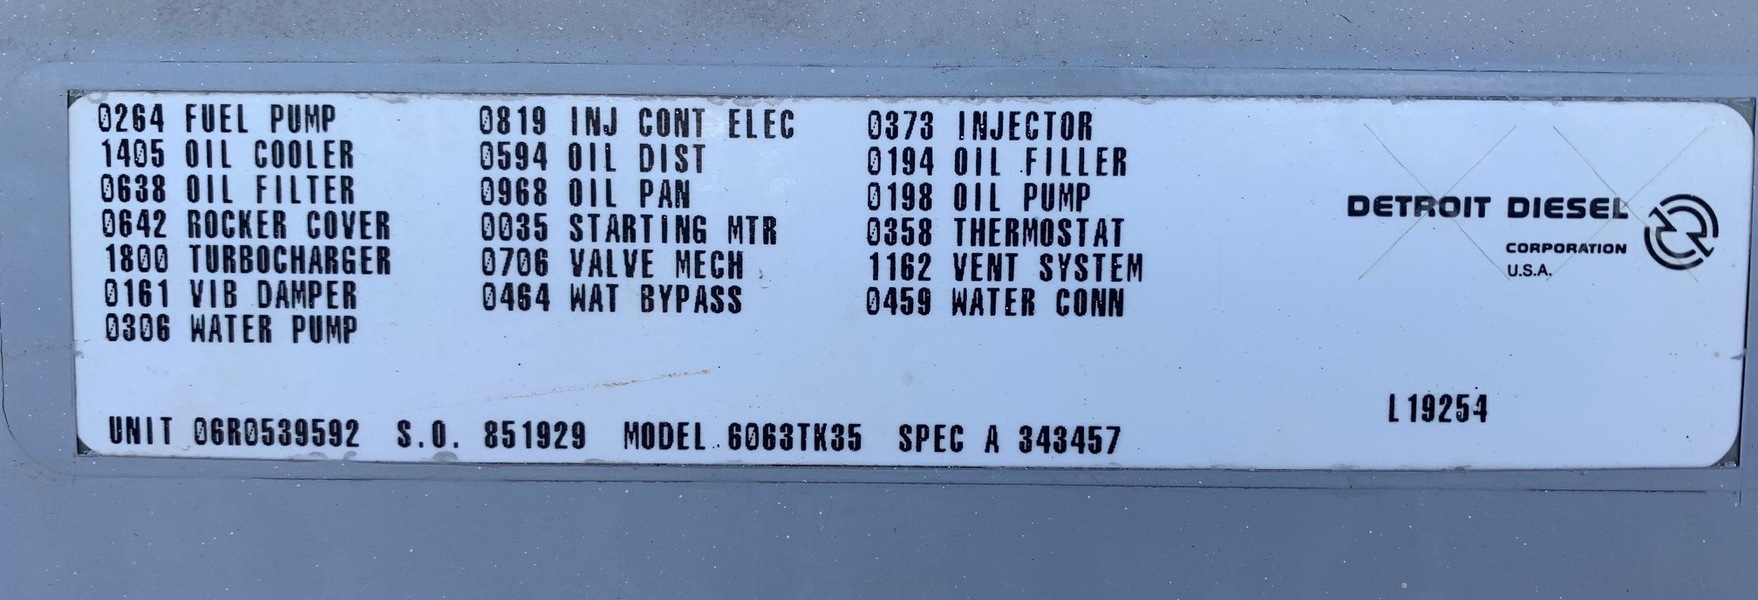 0264 FUEL PUMP 0819 INJ CONT ELEC 0373 INJECTOR
1405 OIL COOLER 0594 OIL DIST 0194 OIL FILLER
0638 OIL FILTER 0968 OIL PAN 0198 OIL PUMP
0642 ROCKER COVER 0035 STARTING MTR 0358 THERMOSTAT
1800 TURBOCHARGER 0706 VALVE MECH 1162 VENT SYSTEM
0161 VIB DAMPER 0464 WAT BYPASS 0459 WATER CONN
0306 WATER PUMP
DETROIT DIESEL
CORPORATION
U.S.A.
L19254
UNIT 06R0539592 S.O. 851929 MODEL 6063TK35 SPEC A 343457